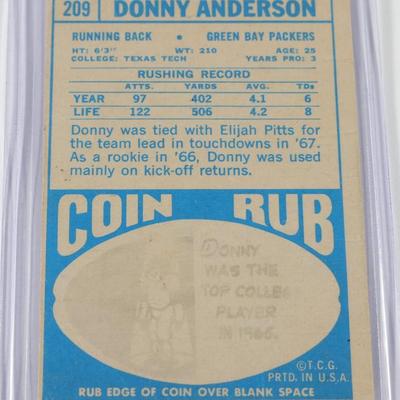 209 DONNY ANDERSON
RUNNING BACK • GREEN BAY PACKERS
HT: 6'3" WT: 210 AGE: 25
COLLEGE: TEXAS TECH YEARS PRO: 3
RUSHING RECORD
ATTS. YARDS AVG. TDs
YEAR 97 402 4.1 6
LIFE 122 506 4.2 8
Donny was tied with Elijah Pitts for
the team lead in touchdowns in '67.
As a rookie in '66, Donny was used
mainly on kick-off returns.
COIN RUB
DONNY
WAS THE
TOP COLLEGE
PLAYER
IN 1965.
©T.C.G.
PRTD. IN U.S.A.
RUB EDGE OF COIN OVER BLANK SPACE